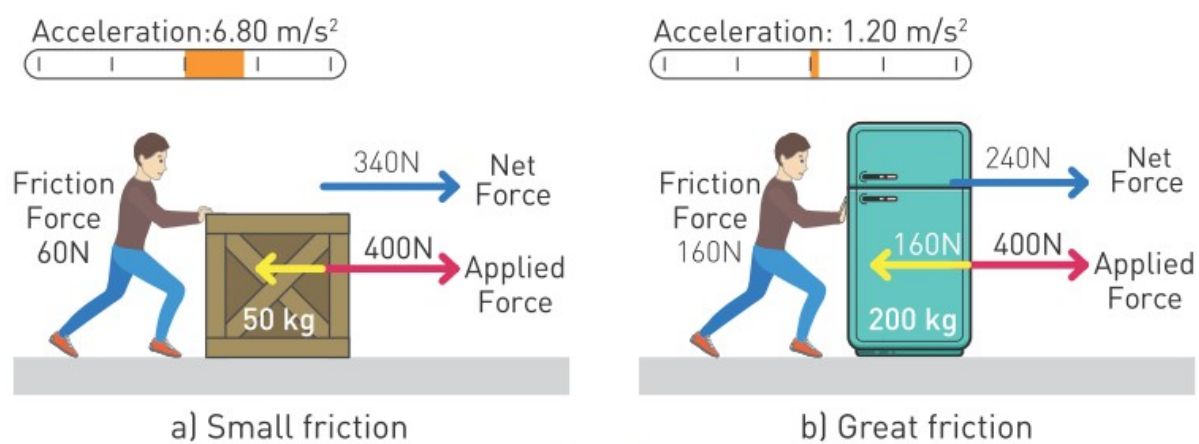 Acceleration:6.80 m/s²
Friction
Force
60N
340N
Net
Force
400N
Applied
Force
50 kg
a) Small friction
Acceleration: 1.20 m/s²
Friction
Force
160N
240N
Net
Force
160N
400N
Applied
Force
200 kg
b) Great friction